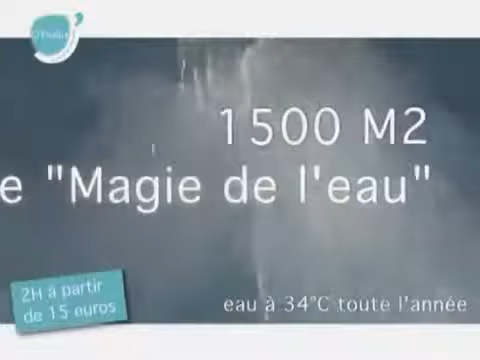 1500 M2
e "Magie de l'eau"
2H à partir
de 15 euros
eau à 34°C toute l'année